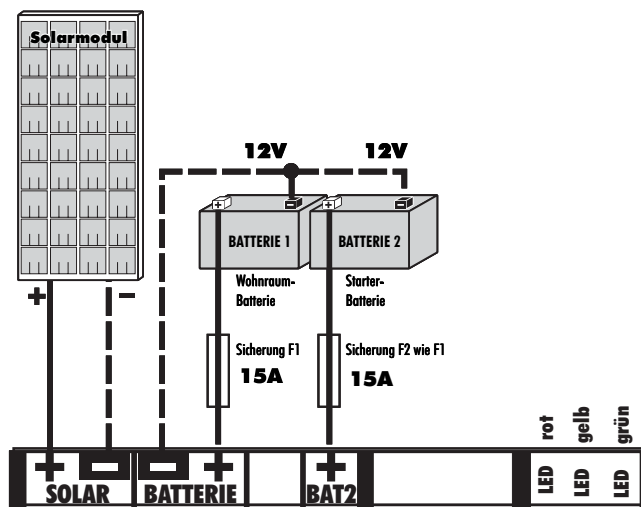 Solarmodul
12V 12V
BATTERIE 1
BATTERIE 2
Wohnraum-
Batterie
Starter-
Batterie
+ −
Sicherung F1
15A
Sicherung F2 wie F1
15A
rot
gelb
grün
LED
LED
LED
SOLAR
BATTERIE
BAT2